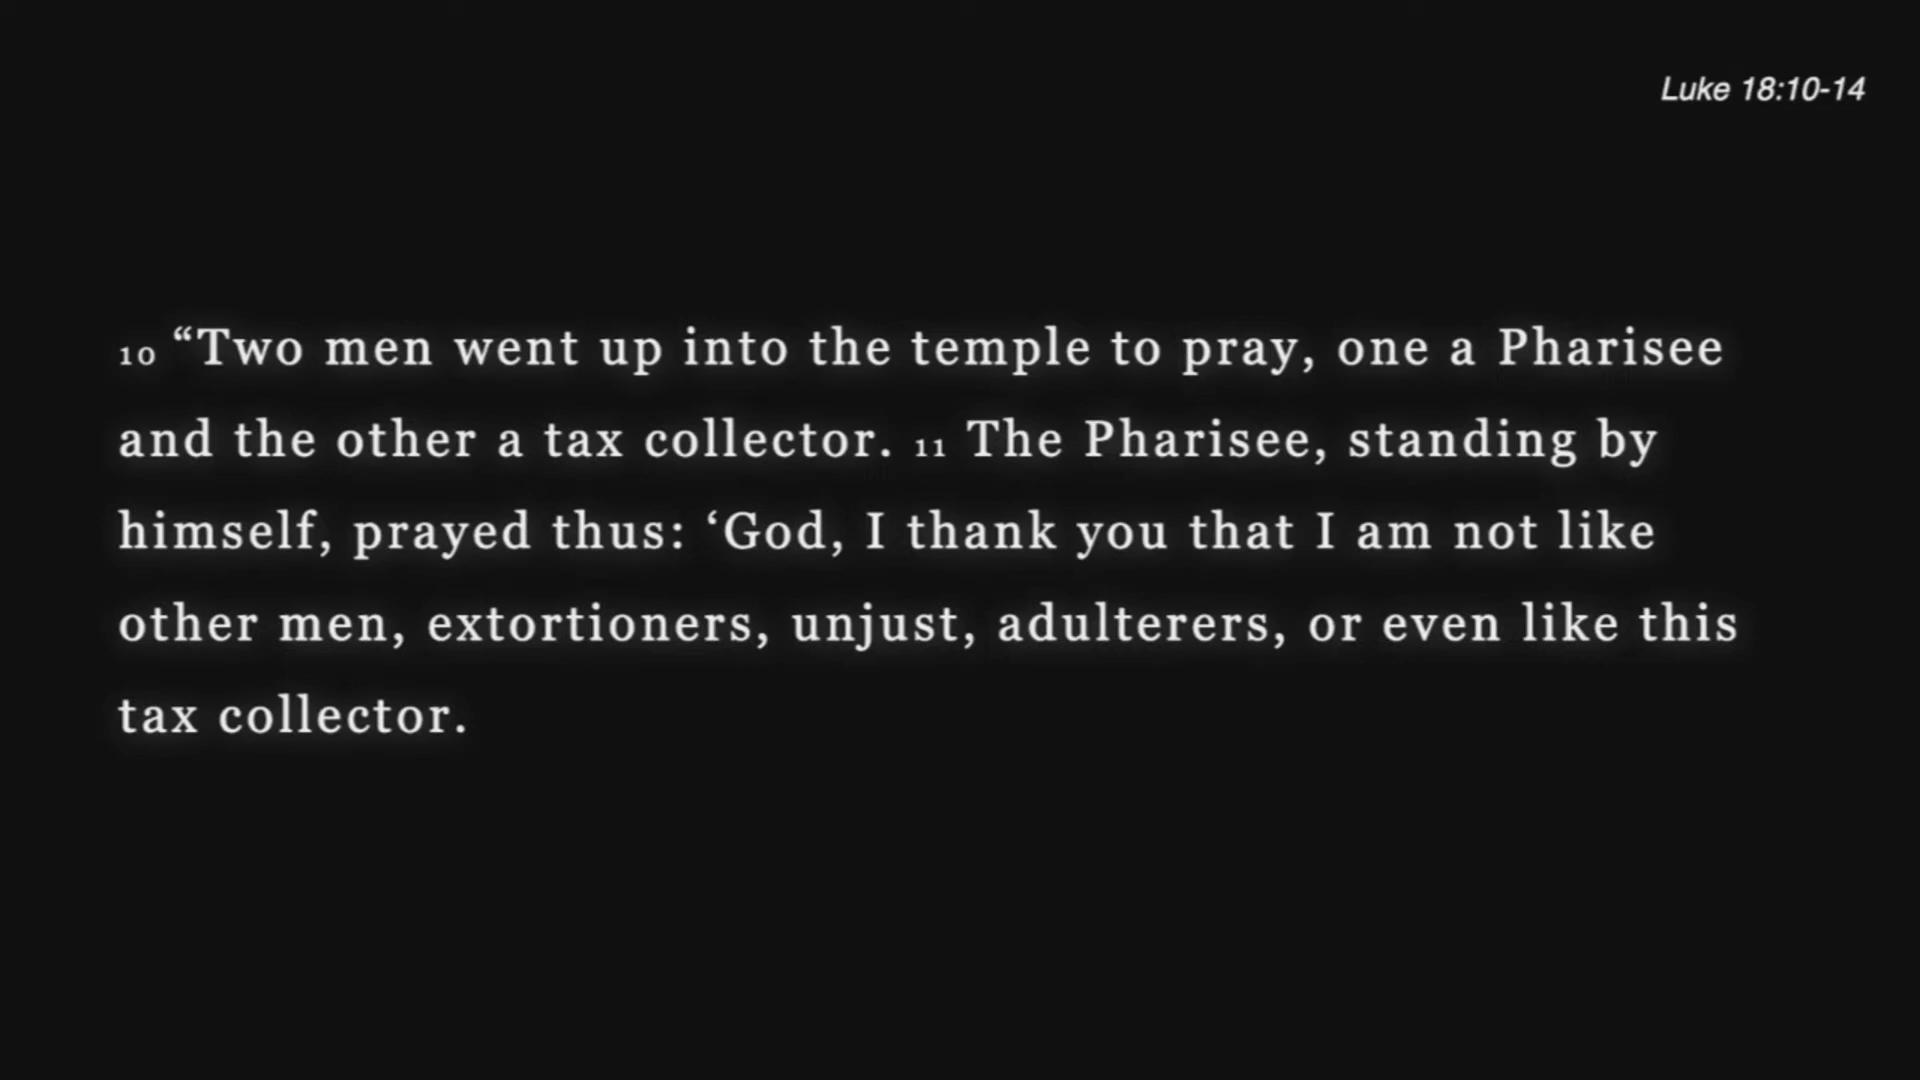 Luke 18:10-14
10 “Two men went up into the temple to pray, one a Pharisee
and the other a tax collector. 11 The Pharisee, standing by
himself, prayed thus: ‘God, I thank you that I am not like
other men, extortioners, unjust, adulterers, or even like this
tax collector.